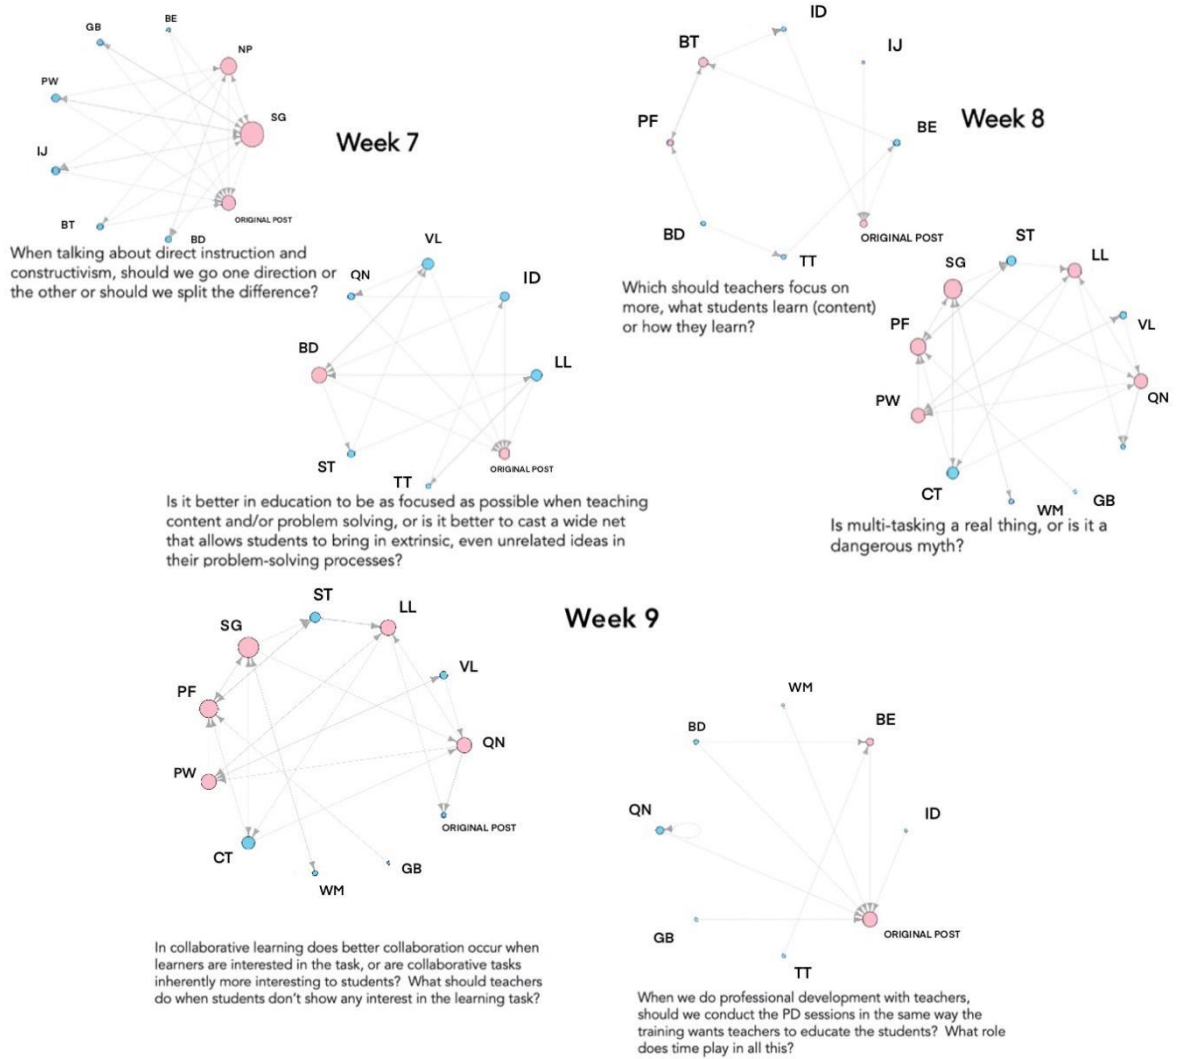 BE
GB
NP
PW
SG
Week 7
IJ
BT
BD
ORIGINAL POST
When talking about direct instruction and
constructivism, should we go one direction or
the other or should we split the difference?
VL
QN
ID
BD
LL
ST
TT
ORIGINAL POST
Is it better in education to be as focused as possible when teaching
content and/or problem solving, or is it better to cast a wide net
that allows students to bring in extrinsic, even unrelated ideas in
their problem-solving processes?
ID
BT
IJ
PF
BE
Week 8
BD
TT
ORIGINAL POST
Which should teachers focus on
more, what students learn (content)
or how they learn?
ST
SG
LL
PF
VL
PW
QN
CT
WM
GB
Is multi-tasking a real thing, or is it a
dangerous myth?
Week 9
ST
SG
LL
PF
VL
QN
PW
ORIGINAL POST
CT
GB
WM
In collaborative learning does better collaboration occur when
learners are interested in the task, or are collaborative tasks
inherently more interesting to students? What should teachers
do when students don't show any interest in the learning task?
WM
BD
BE
QN
ID
GB
ORIGINAL POST
TT
When we do professional development with teachers,
should we conduct the PD sessions in the same way the
training wants teachers to educate the students? What role
does time play in all this?